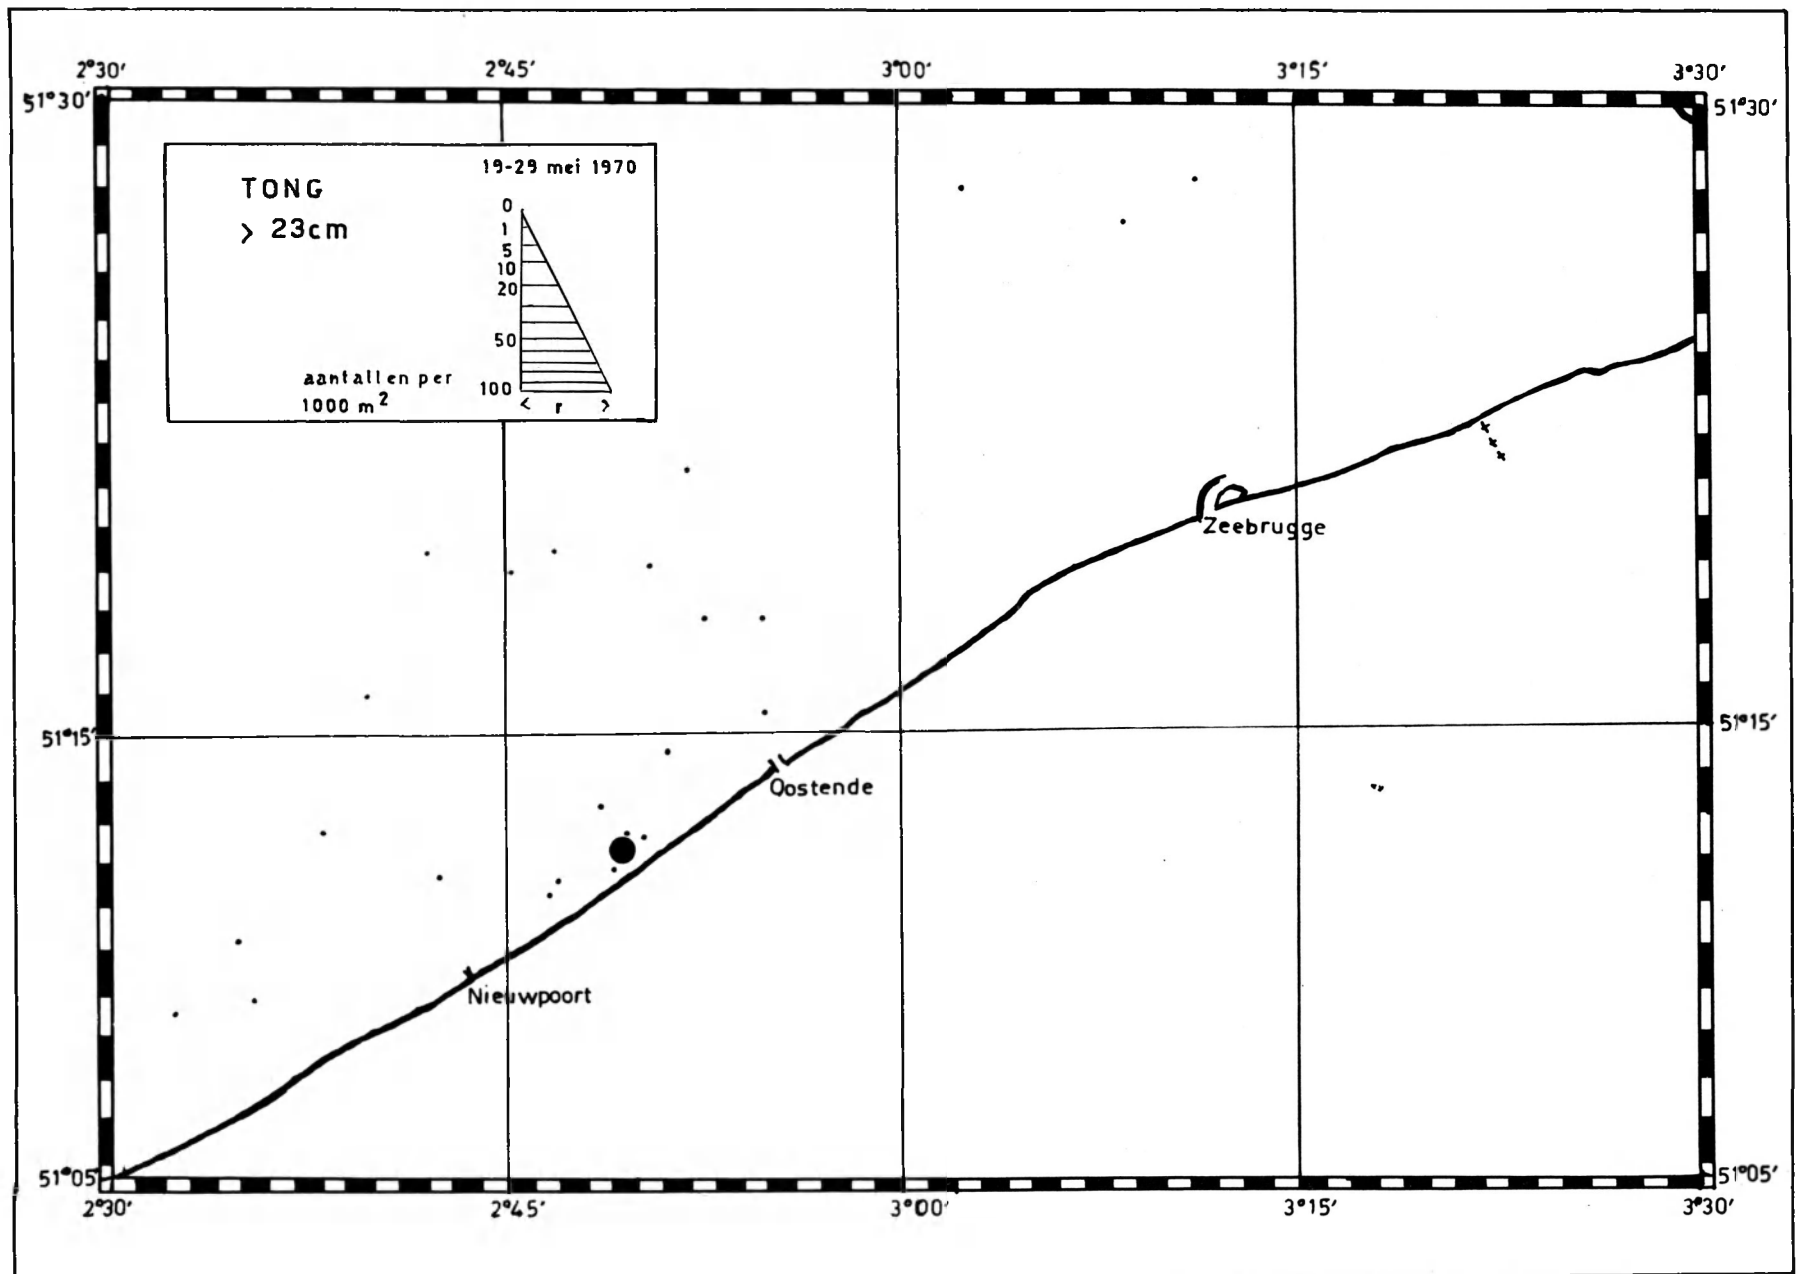 2°30′ 2°45′ 3°00′ 3°15′ 3°30′
51°30′ 51°30′
19-29 mei 1970
TONG
> 23cm
0
1
5
10
20
50
100
aantallen per
1000 m²
< r >
Zeebrugge
51°15′ 51°15′
Oostende
Nieuwpoort
51°05′ 51°05′
2°30′ 2°45′ 3°00′ 3°15′ 3°30′